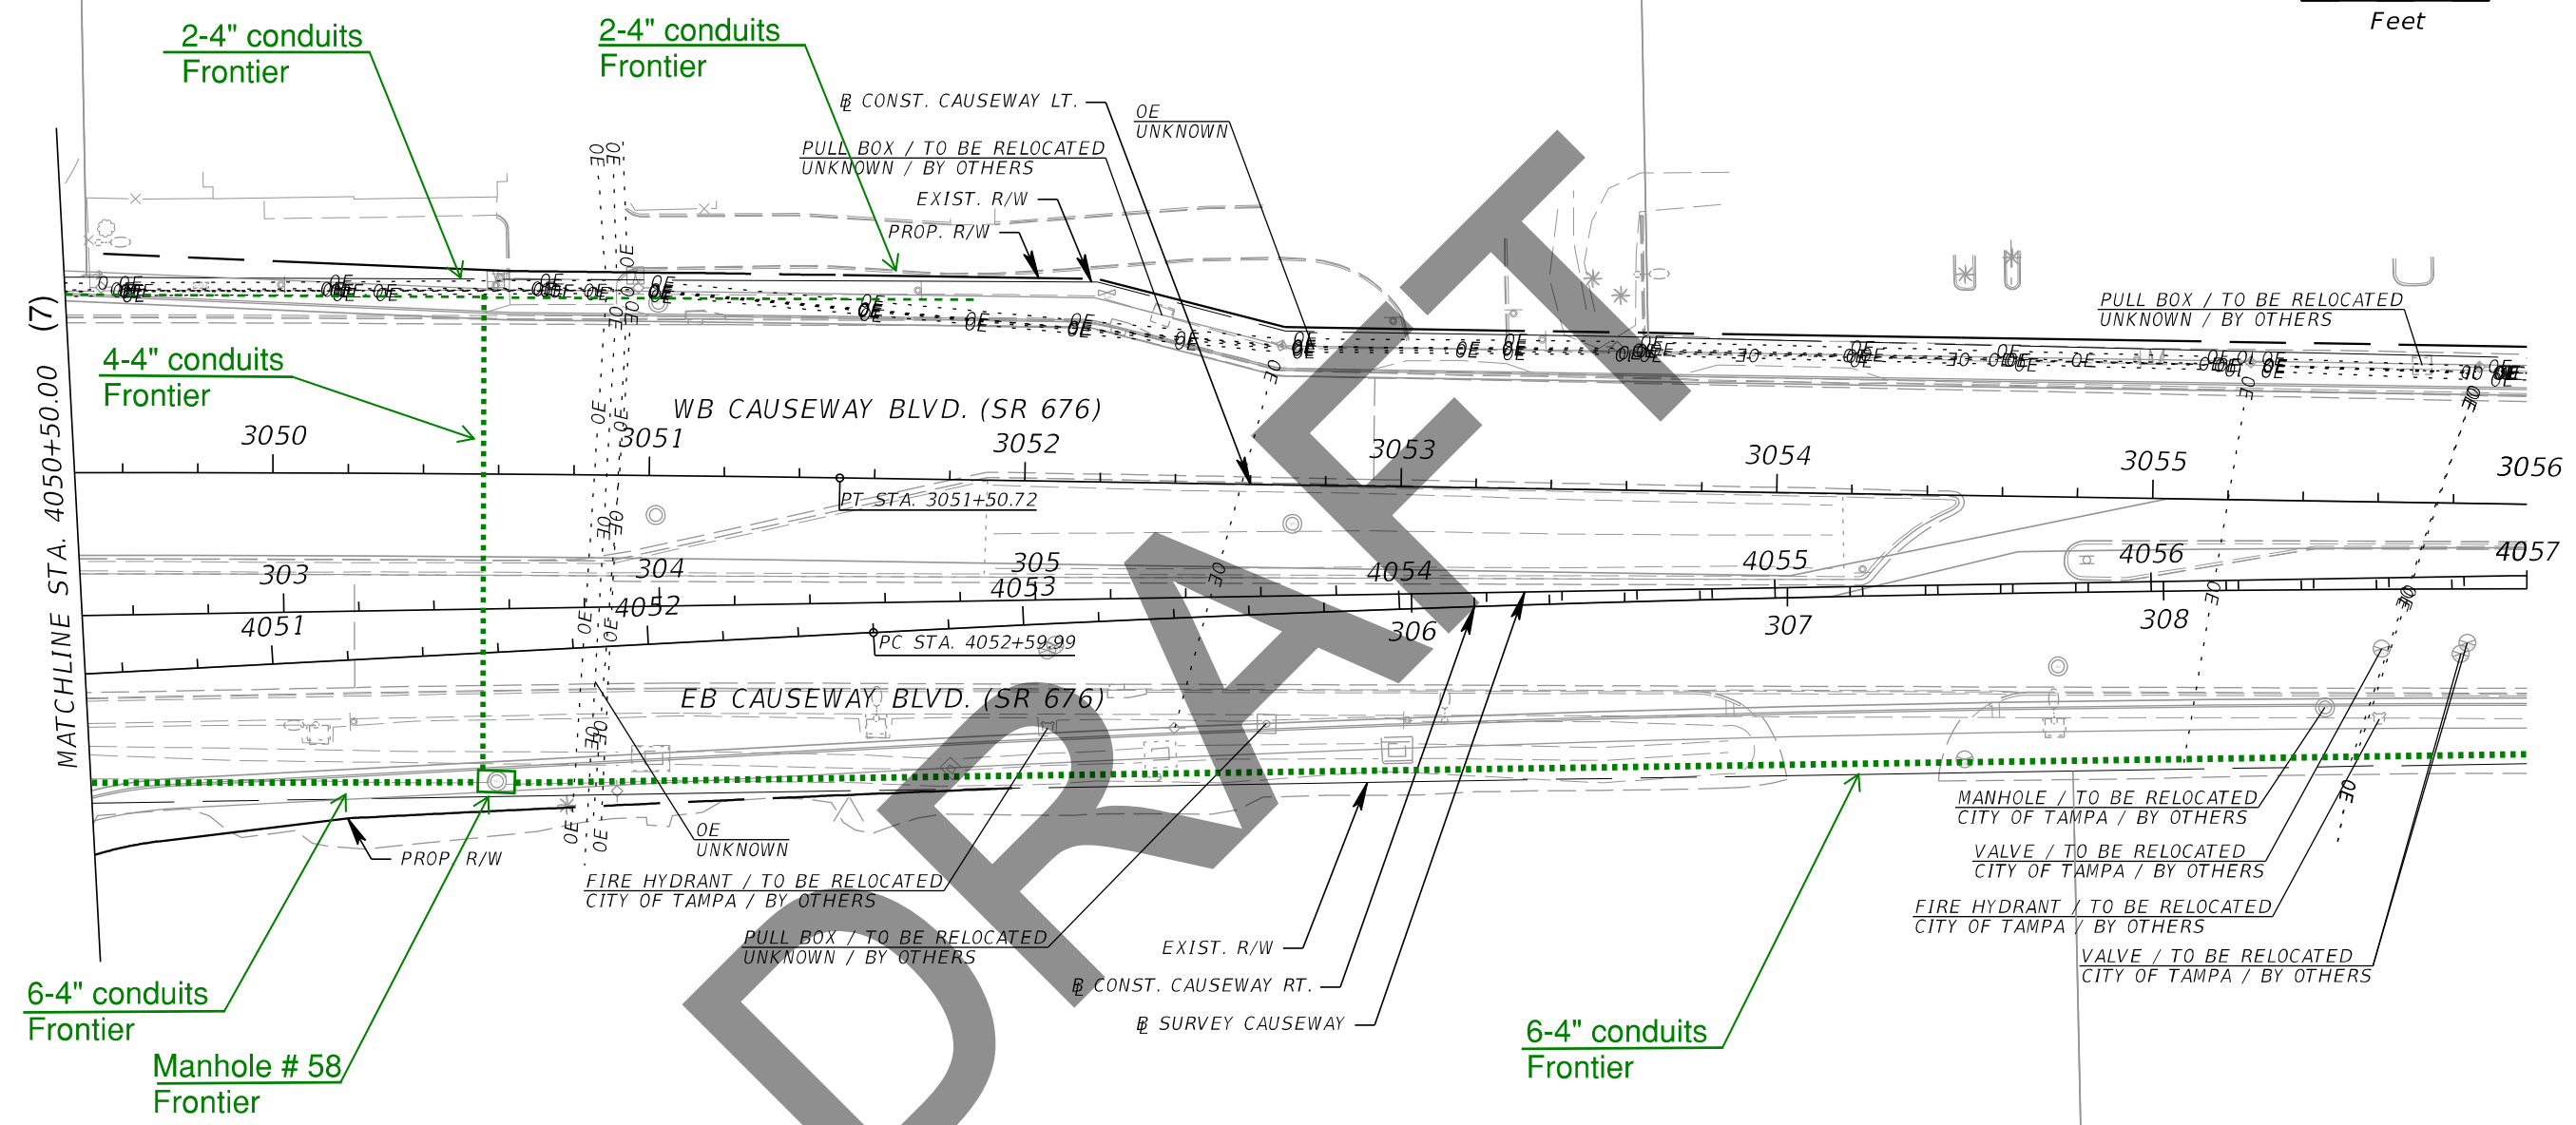 Feet
2-4" conduits
Frontier
2-4" conduits
Frontier
BL CONST. CAUSEWAY LT.
OE
UNKNOWN
PULL BOX / TO BE RELOCATED
UNKNOWN / BY OTHERS
EXIST. R/W
PROP. R/W
PULL BOX / TO BE RELOCATED
UNKNOWN / BY OTHERS
4-4" conduits
Frontier
MATCHLINE STA. 4050+50.00 (7)
WB CAUSEWAY BLVD. (SR 676)
3050 3051 3052 3053 3054 3055 3056
PT STA. 3051+50.72
303 304 305 306 307 308
4051 4052 4053 4054 4055 4056 4057
PC STA. 4052+59.99
EB CAUSEWAY BLVD. (SR 676)
DRAFT
PROP R/W
OE
UNKNOWN
FIRE HYDRANT / TO BE RELOCATED
CITY OF TAMPA / BY OTHERS
PULL BOX / TO BE RELOCATED
UNKNOWN / BY OTHERS
EXIST. R/W
BL CONST. CAUSEWAY RT.
BL SURVEY CAUSEWAY
MANHOLE / TO BE RELOCATED
CITY OF TAMPA / BY OTHERS
VALVE / TO BE RELOCATED
CITY OF TAMPA / BY OTHERS
FIRE HYDRANT / TO BE RELOCATED
CITY OF TAMPA / BY OTHERS
VALVE / TO BE RELOCATED
CITY OF TAMPA / BY OTHERS
6-4" conduits
Frontier
Manhole # 58
Frontier
6-4" conduits
Frontier